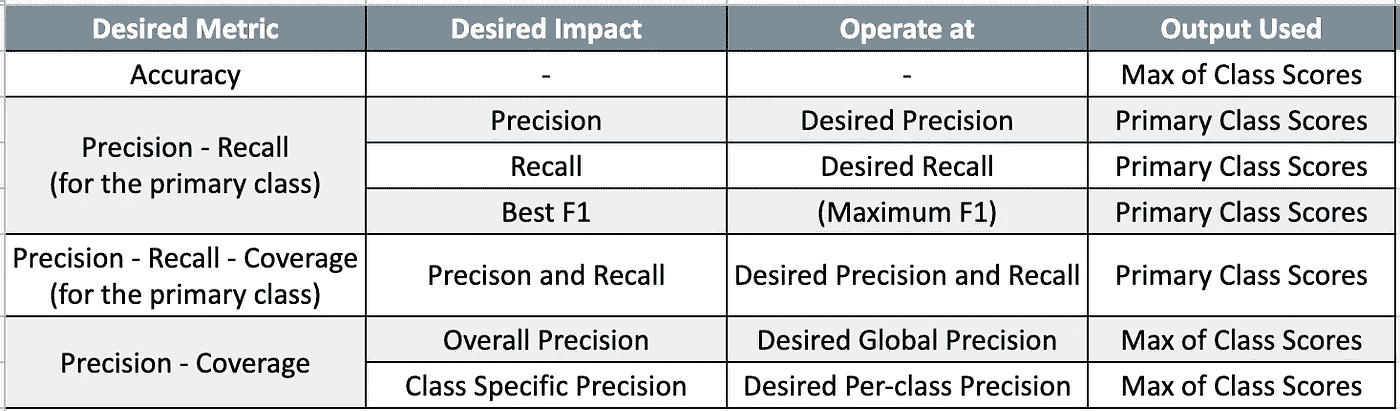 Desired Metric Desired Impact Operate at Output Used
Accuracy - - Max of Class Scores
Precision - Recall
(for the primary class)
Precision Desired Precision Primary Class Scores
Recall Desired Recall Primary Class Scores
Best F1 (Maximum F1) Primary Class Scores
Precision - Recall - Coverage
(for the primary class)
Precison and Recall Desired Precision and Recall Primary Class Scores
Precision - Coverage
Overall Precision Desired Global Precision Max of Class Scores
Class Specific Precision Desired Per-class Precision Max of Class Scores